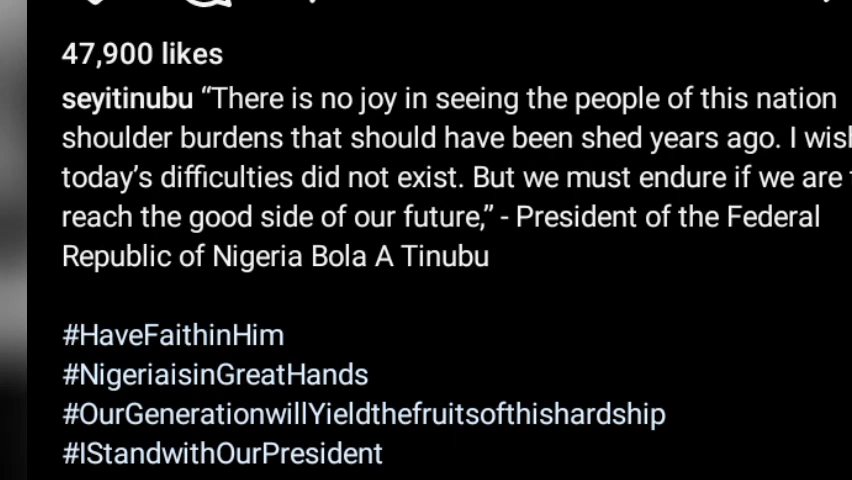 47,900 likes
seyitinubu “There is no joy in seeing the people of this nation
shoulder burdens that should have been shed years ago. I wish
today’s difficulties did not exist. But we must endure if we are
reach the good side of our future,” - President of the Federal
Republic of Nigeria Bola A Tinubu
#HaveFaithinHim
#NigeriaisinGreatHands
#OurGenerationwillYieldthefruitsofthishardship
#IStandwithOurPresident